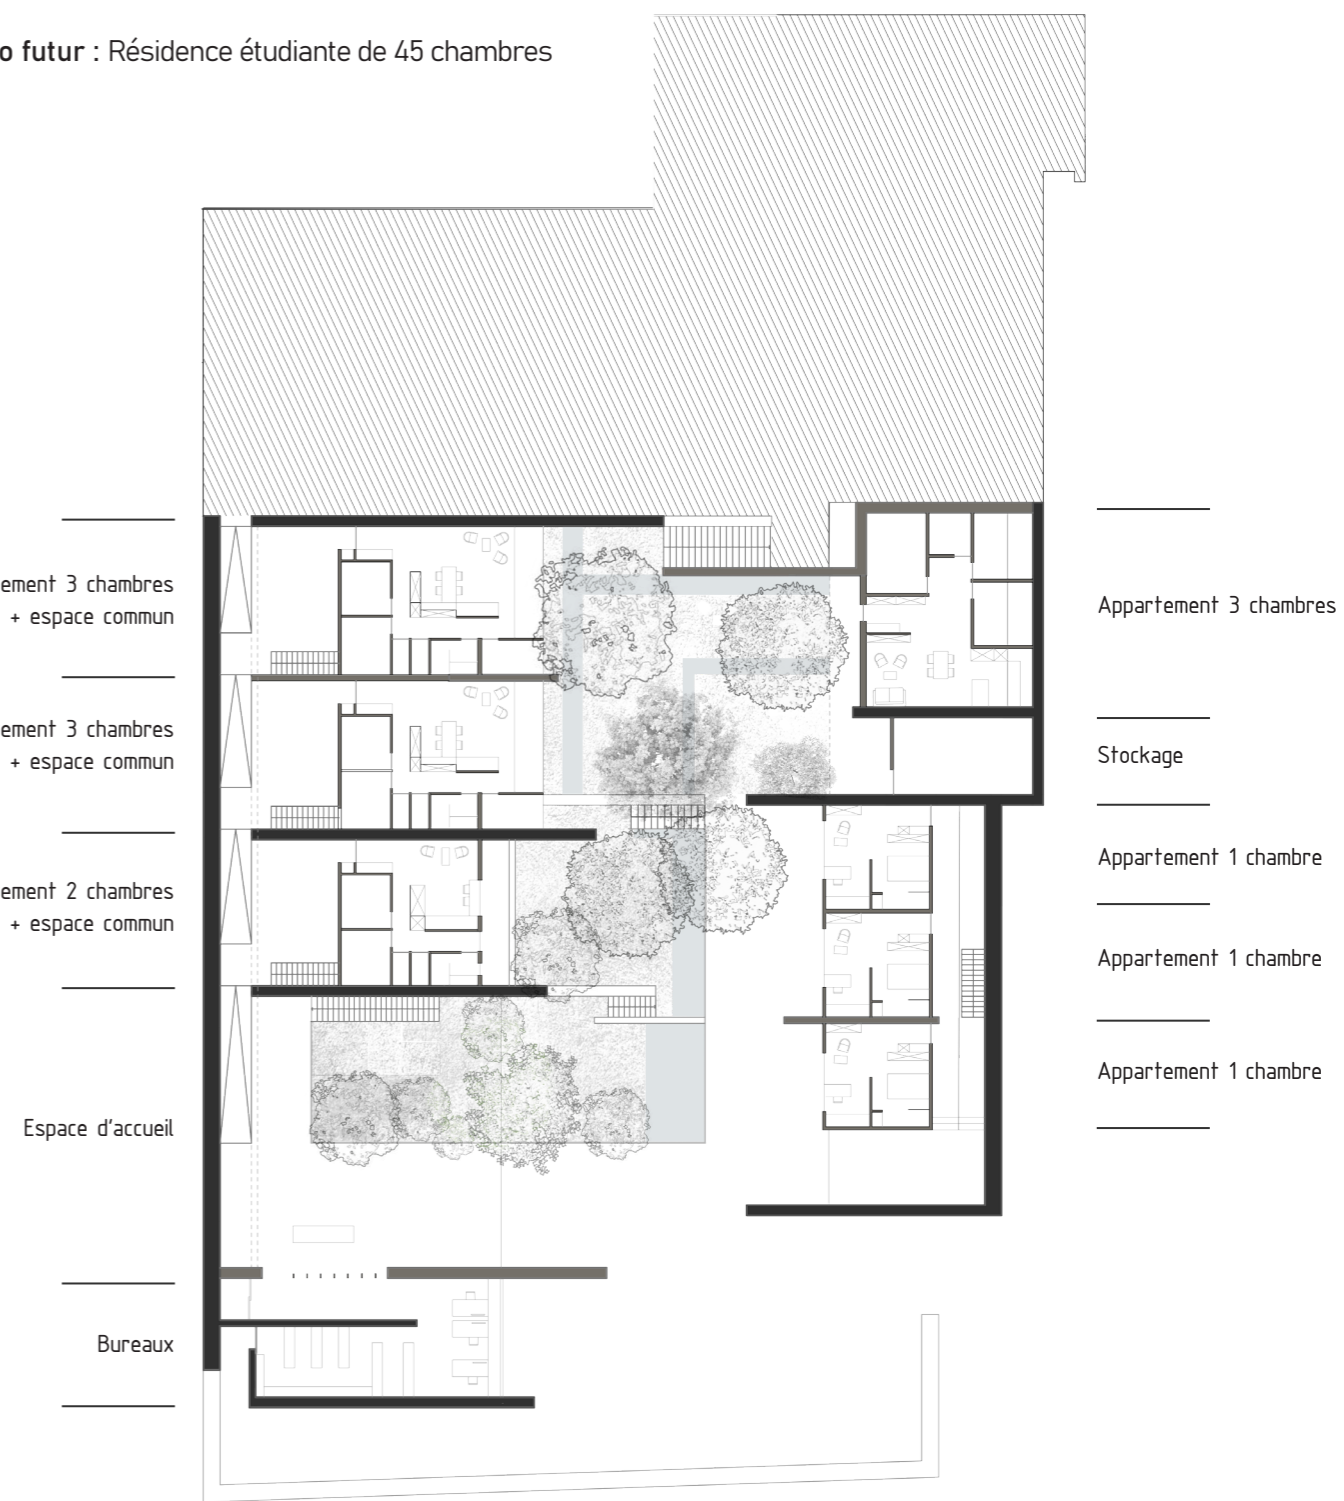 o futur : Résidence étudiante de 45 chambres
ement 3 chambres
+ espace commun
ement 3 chambres
+ espace commun
ement 2 chambres
+ espace commun
Espace d'accueil
Bureaux
Appartement 3 chambres
Stockage
Appartement 1 chambre
Appartement 1 chambre
Appartement 1 chambre